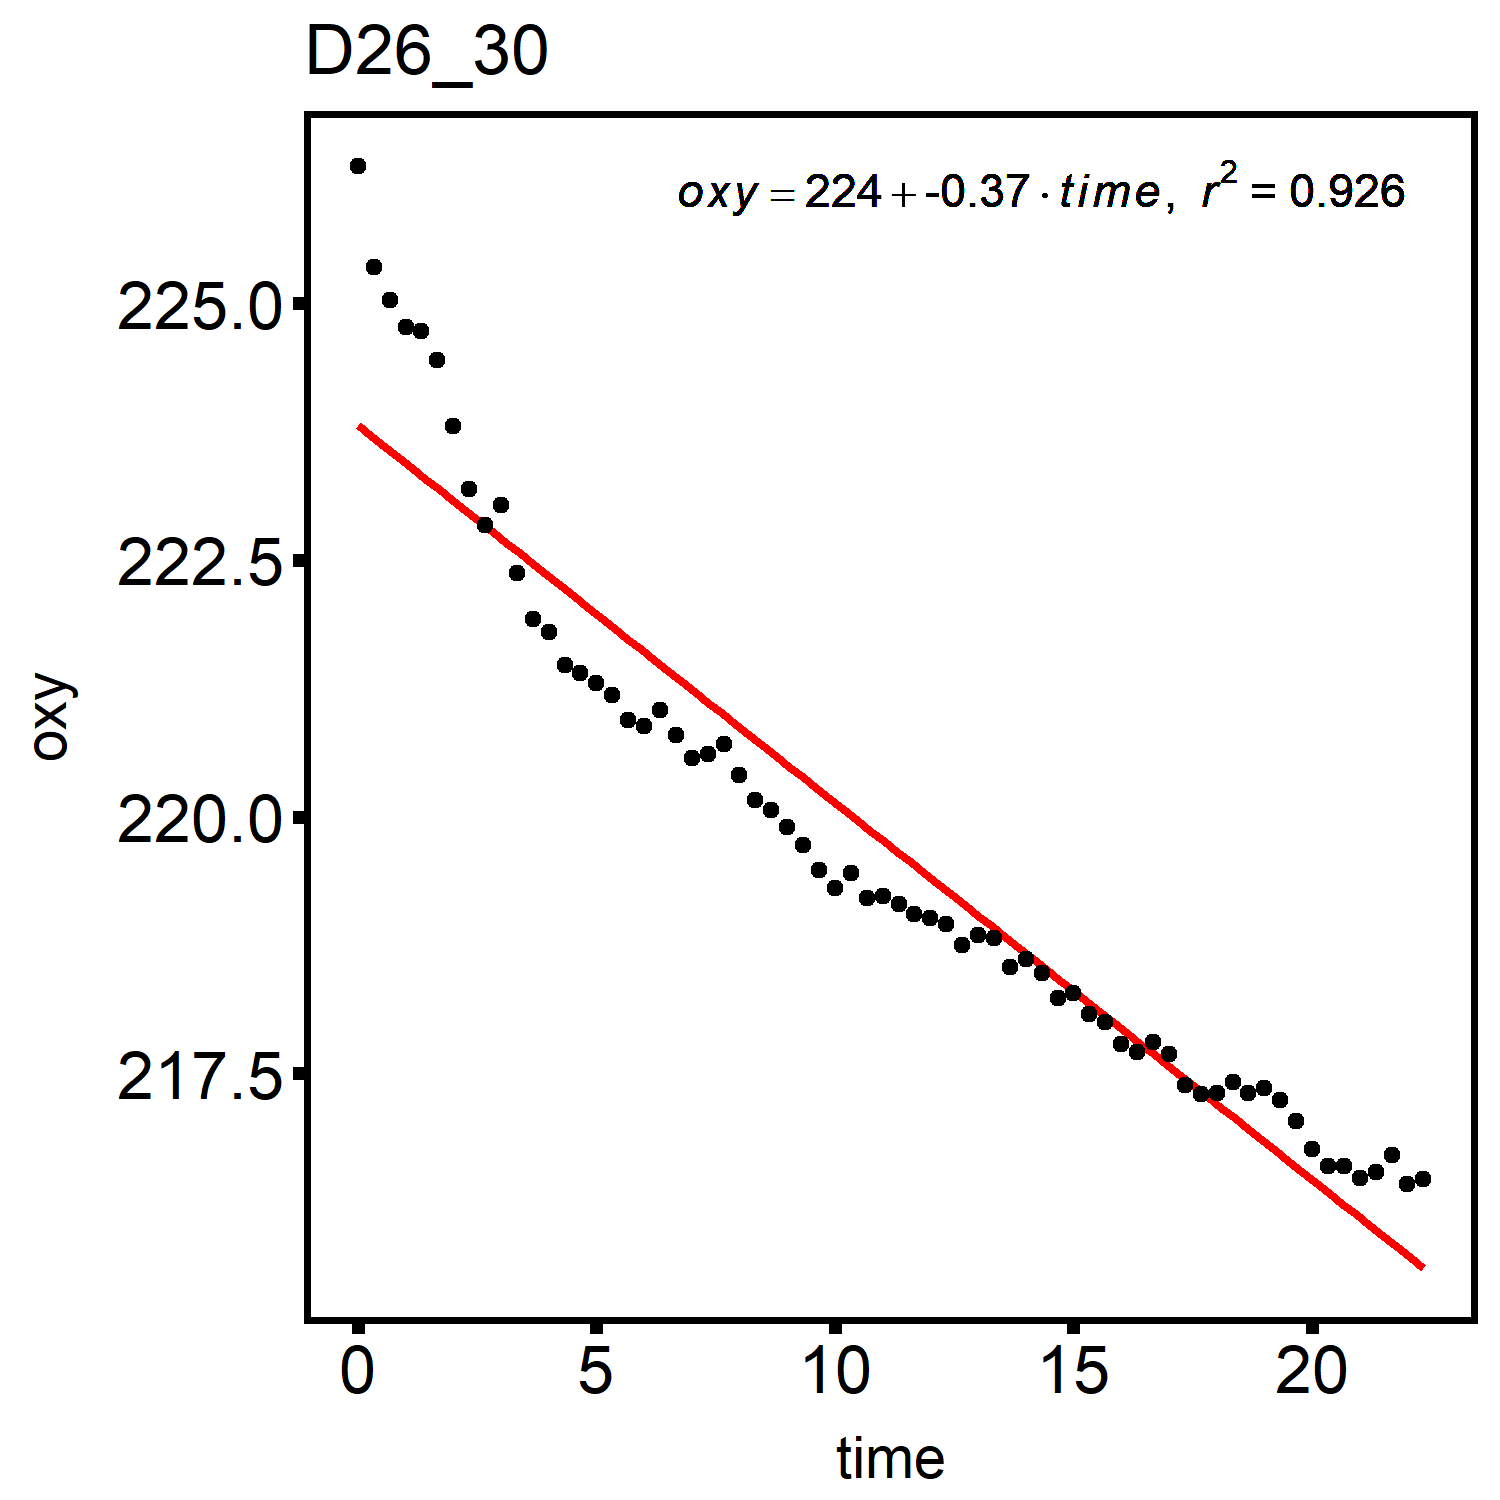 D26_30
oxy = 224 + -0.37 · time, r² = 0.926
225.0
222.5
220.0
217.5
oxy
0 5 10 15 20
time